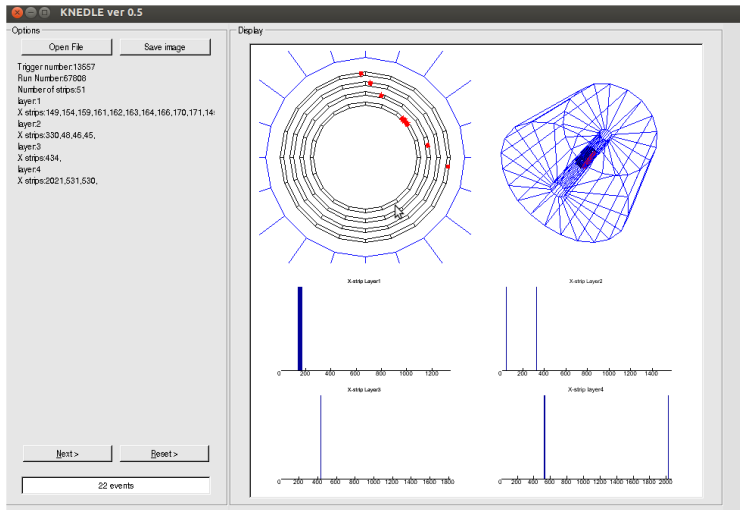 KNEDLE ver 0.5
Options
Display
Open File
Save image
Trigger number:13557
Run Number:67808
Number of strips:51
layer:1
X strips:149,154,159,161,162,163,164,166,170,171,14
layer:2
X strips:330,48,46,45,
layer:3
X strips:434,
layer:4
X strips:2021,531,530,
X-strip Layer1
X-strip Layer2
0 200 400 600 800 1000 1200
0 200 400 600 800 1000 1200 1400
X-strip Layer3
X-strip layer4
0 200 400 600 800 1000 1200 1400 1600 1800
0 200 400 600 800 1000 1200 1400 1600 1800 2000
Next >
Reset >
22 events